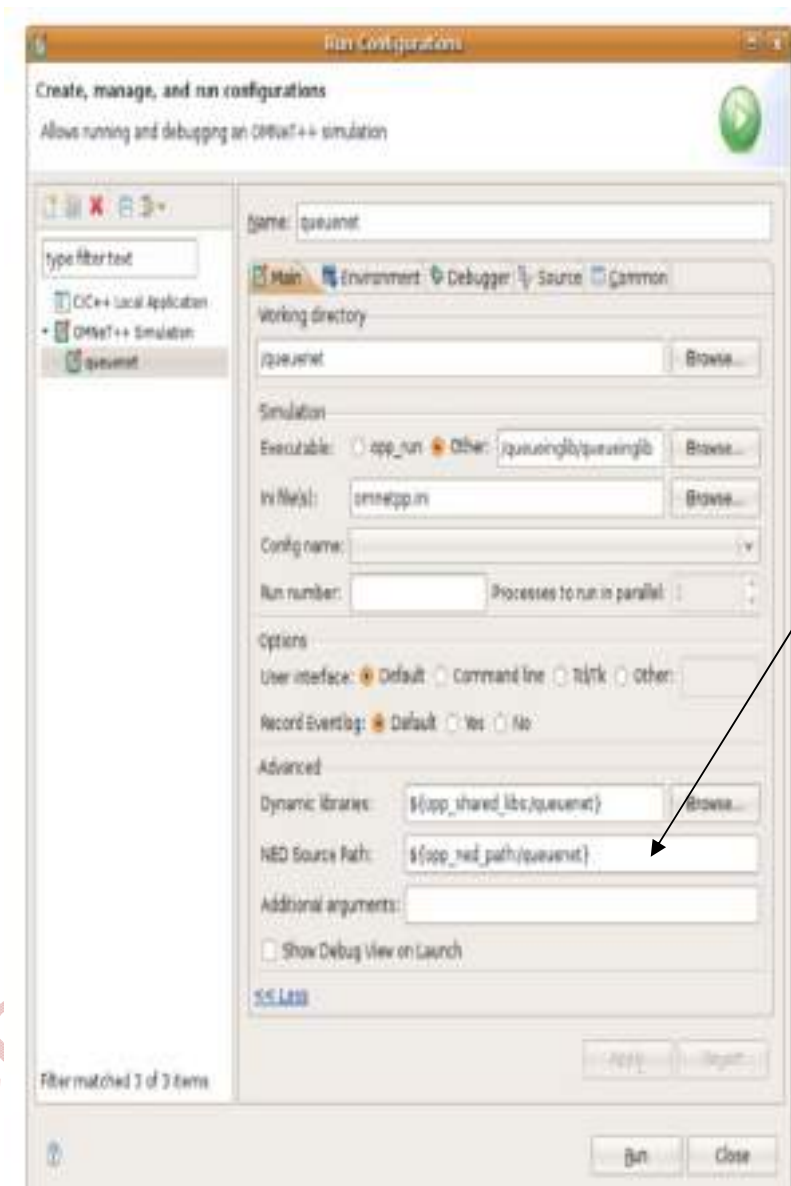 Run Configurations
Create, manage, and run configurations
Allows running and debugging an OMNeT++ simulation
type filter text
C/C++ Local Application
OMNeT++ Simulation
queuenet
Filter matched 3 of 3 items
Name: queuenet
Main Environment Debugger Source Common
Working directory
/queuenet Browse...
Simulation
Executable: opp_run Other: /queueinglib/queueinglib Browse...
Ini file(s): omnetpp.ini Browse...
Config name:
Run number: Processes to run in parallel: 1
Options
User interface: Default Command line Tcl/Tk Other:
Record Eventlog: Default Yes No
Advanced
Dynamic libraries: ${opp_shared_libs:/queuenet} Browse...
NED Source Path: ${opp_ned_path:/queuenet}
Additional arguments:
Show Debug View on Launch
<< Less
Apply Revert
Run Close